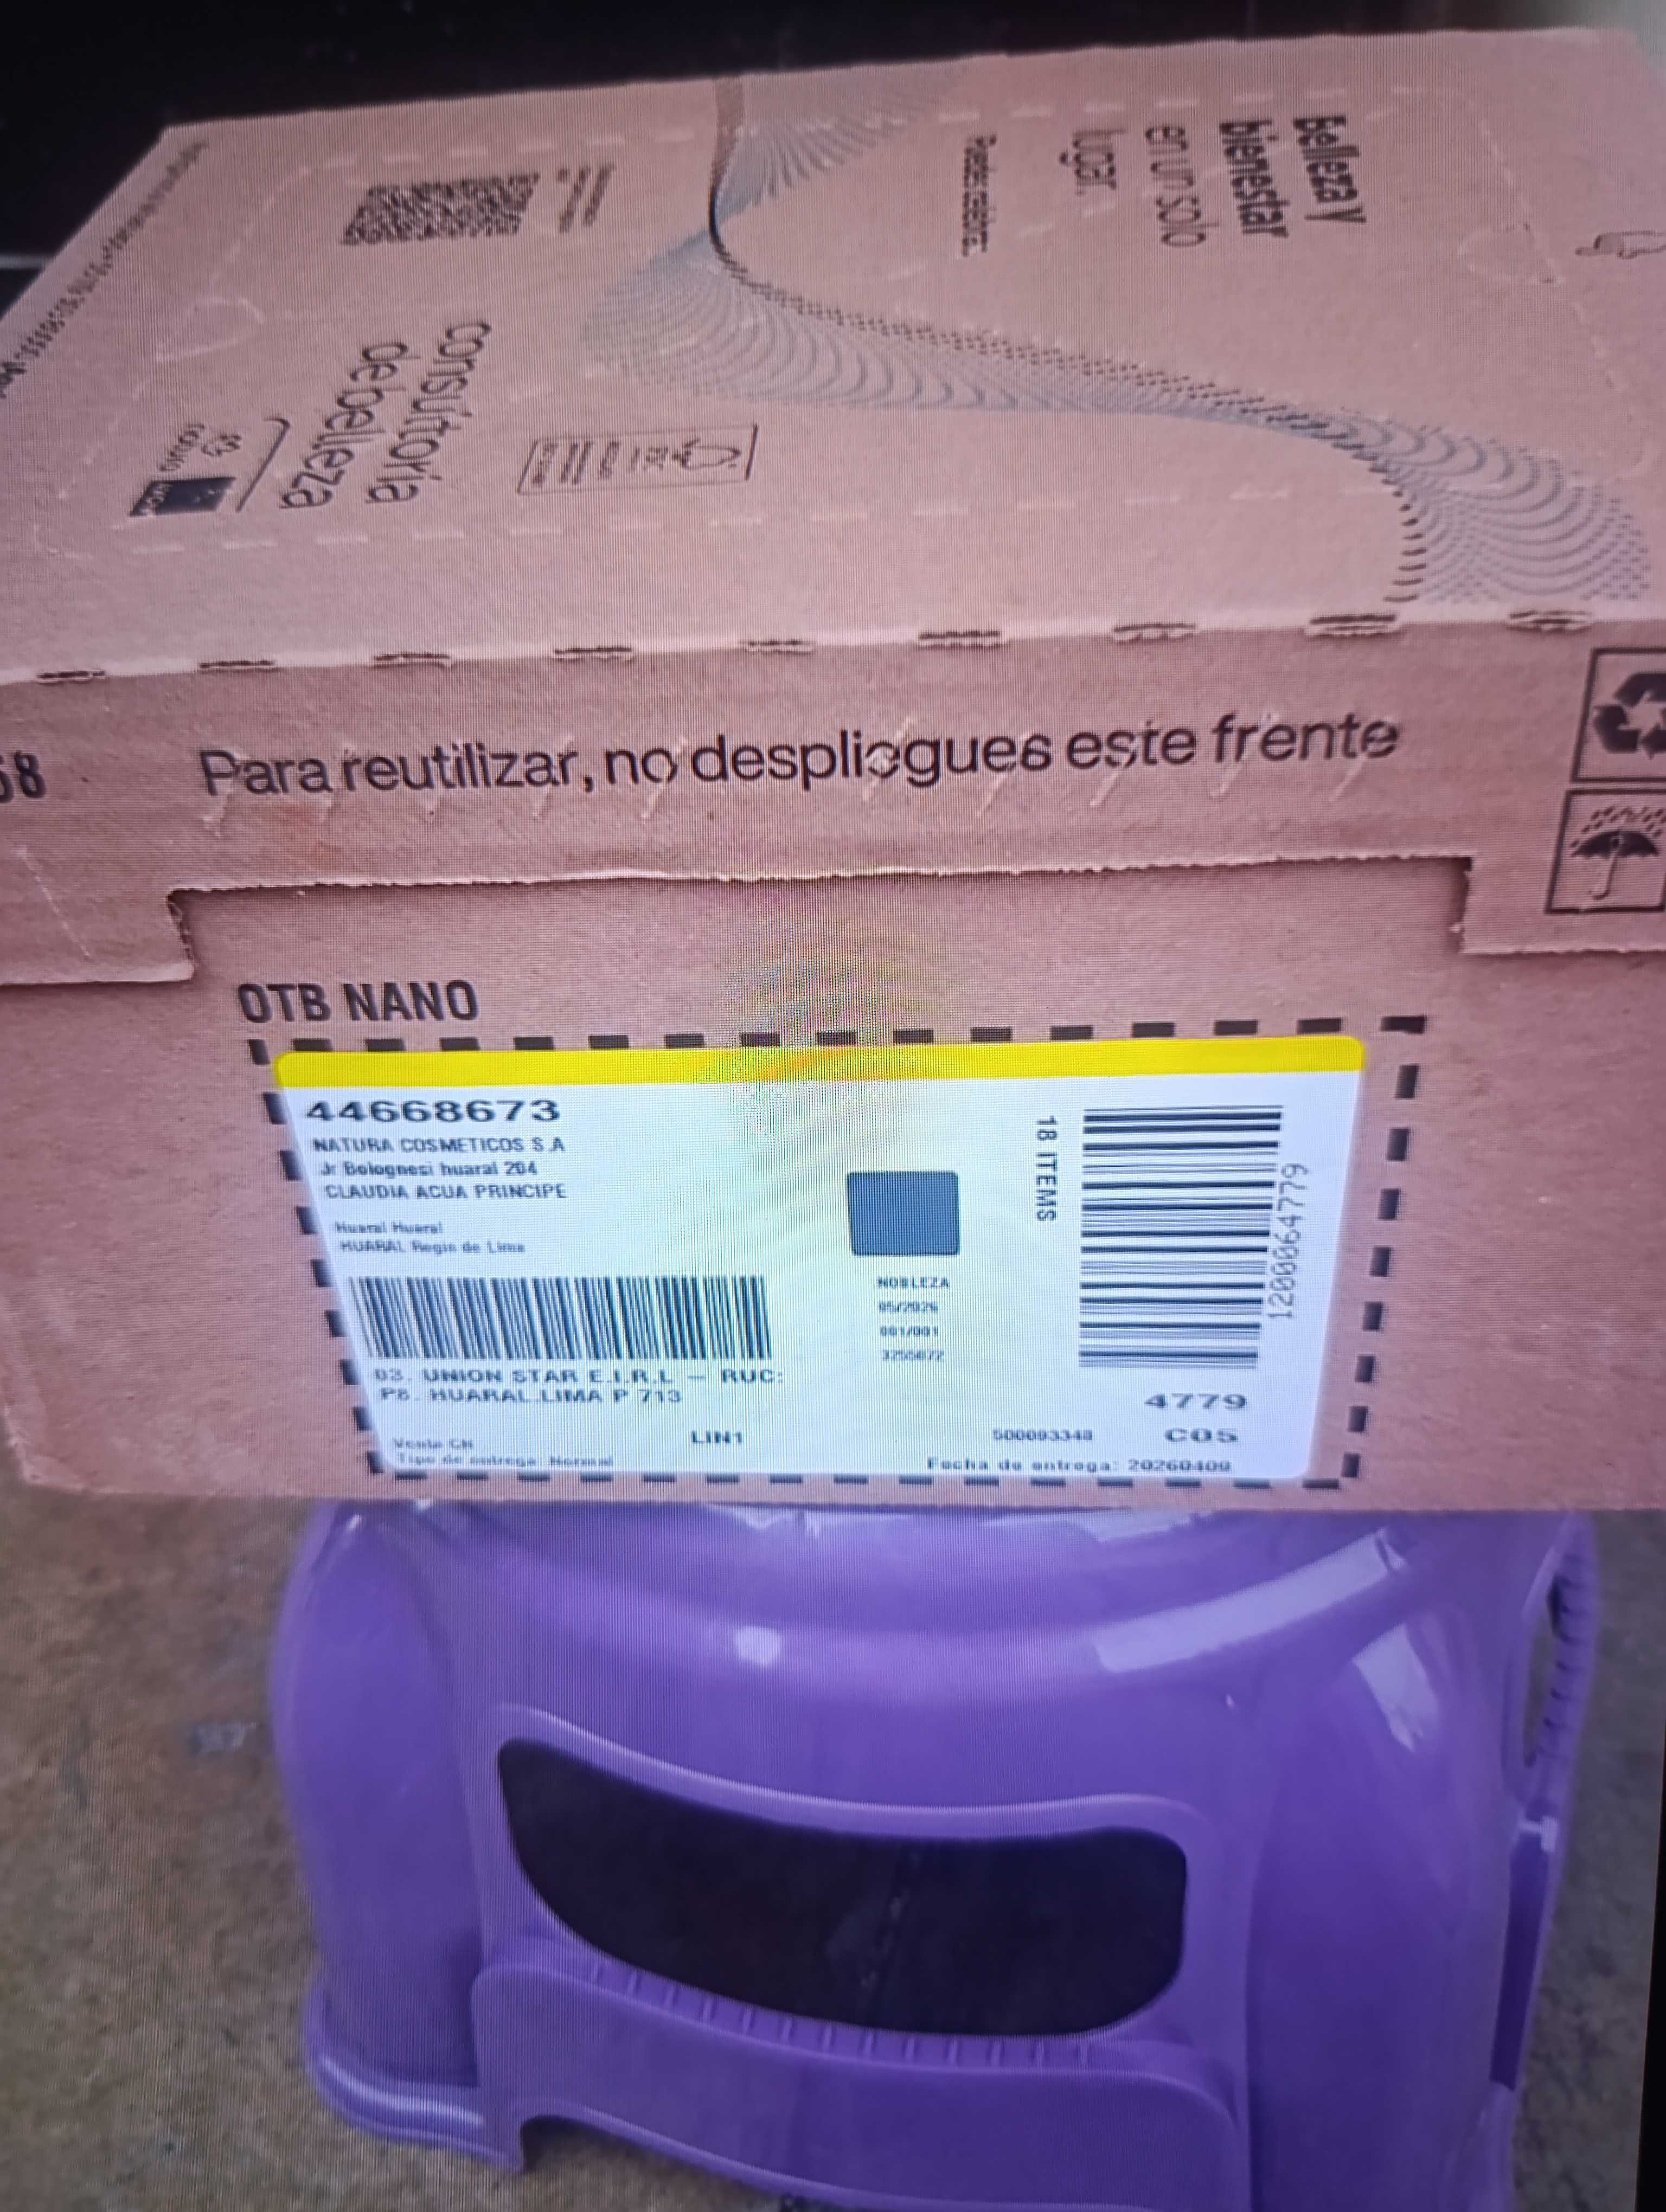 Belleza y
bienestar
en un solo
lugar.
consultoría
de belleza
natura
58
Para reutilizar, no despliegues este frente
OTB NANO
44668673
NATURA COSMETICOS S.A
Jr Bolognesi huaral 204
CLAUDIA ACUA PRINCIPE
Huaral Huaral
HUARAL Regin de Lima
03. UNION STAR E.I.R.L - RUC:
P8. HUARAL.LIMA P 713
Venta CN
Tipo de entrega: Normal
LIN1
NOBLEZA
05/2026
001/001
3255072
18 ITEMS
1200064779
4779
500093348
C05
Fecha de entrega: 20260409